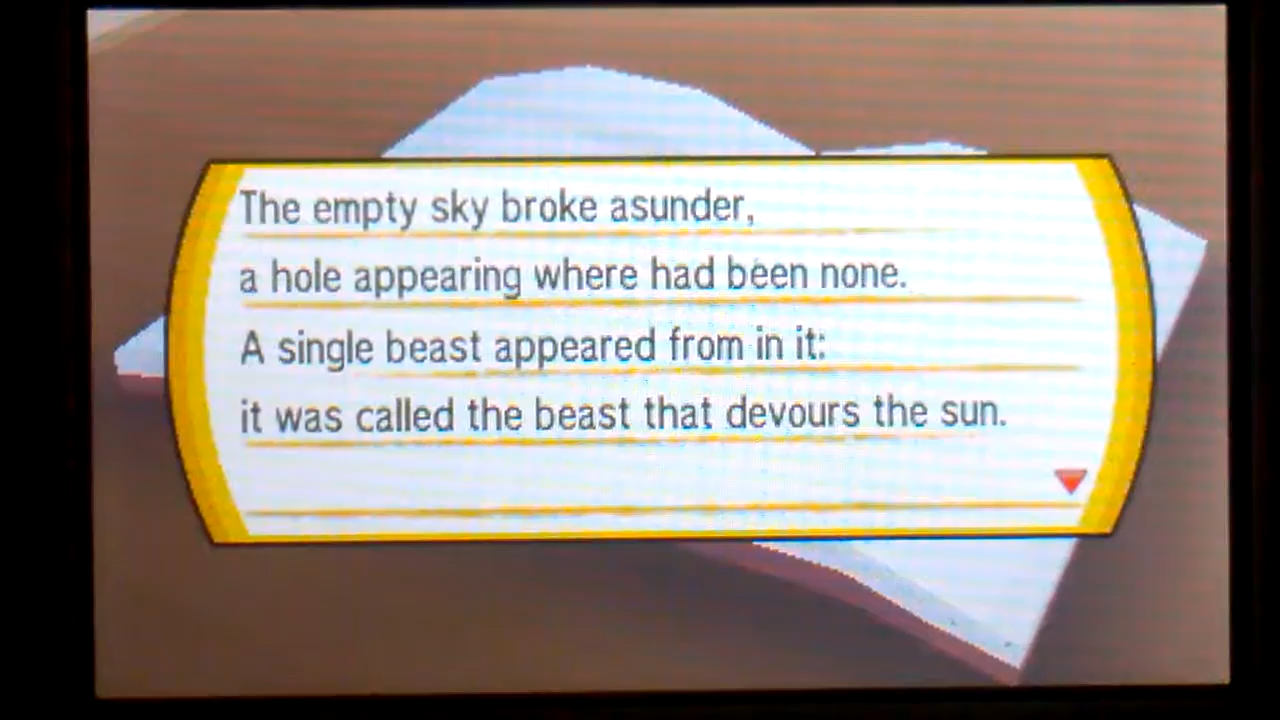 The empty sky broke asunder,
a hole appearing where had been none.
A single beast appeared from in it:
it was called the beast that devours the sun.